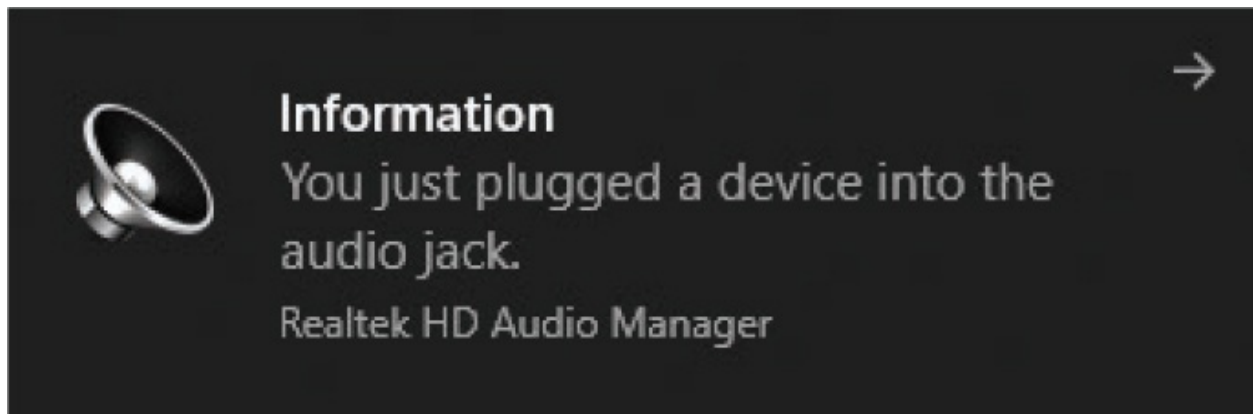 Information
You just plugged a device into the
audio jack.
Realtek HD Audio Manager